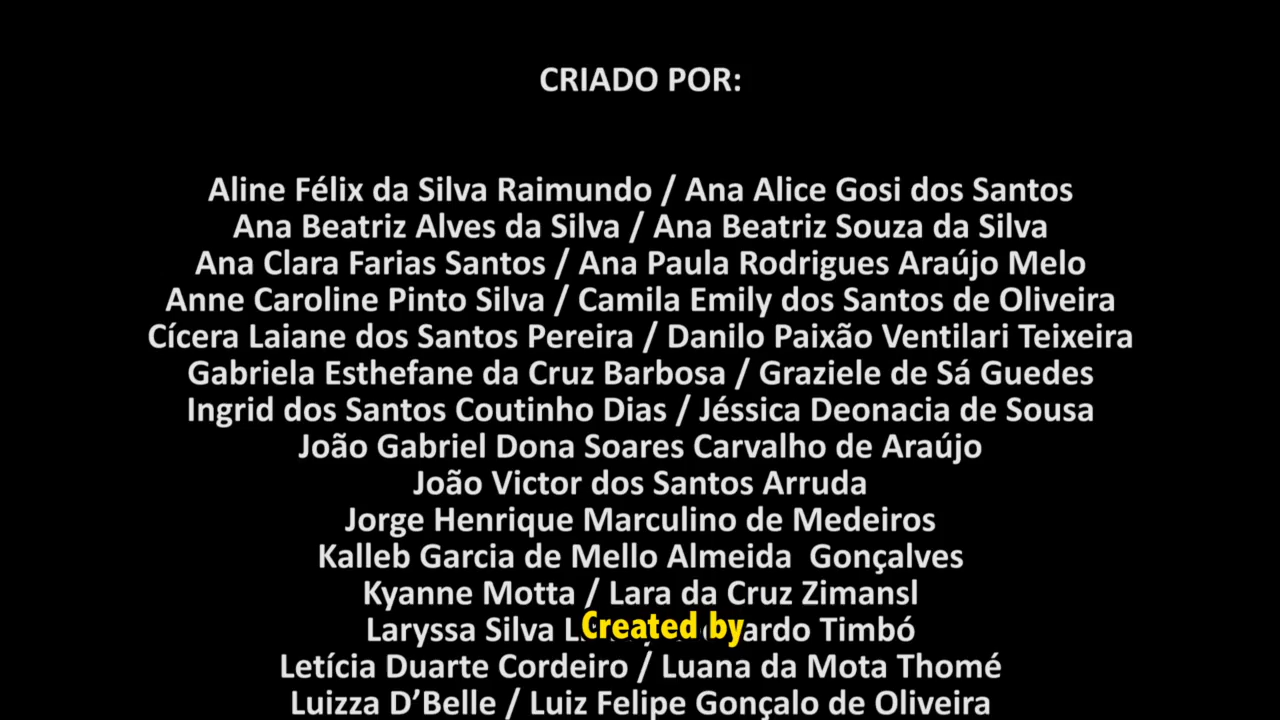 CRIADO POR:
Aline Félix da Silva Raimundo / Ana Alice Gosi dos Santos
Ana Beatriz Alves da Silva / Ana Beatriz Souza da Silva
Ana Clara Farias Santos / Ana Paula Rodrigues Araújo Melo
Anne Caroline Pinto Silva / Camila Emily dos Santos de Oliveira
Cícera Laiane dos Santos Pereira / Danilo Paixão Ventilari Teixeira
Gabriela Esthefane da Cruz Barbosa / Graziele de Sá Guedes
Ingrid dos Santos Coutinho Dias / Jéssica Deonacia de Sousa
João Gabriel Dona Soares Carvalho de Araújo
João Victor dos Santos Arruda
Jorge Henrique Marculino de Medeiros
Kalleb Garcia de Mello Almeida  Gonçalves
Kyanne Motta / Lara da Cruz Zimansl
Laryssa Silva Timbó
Created by
Letícia Duarte Cordeiro / Luana da Mota Thomé
Luizza D’Belle / Luiz Felipe Gonçalo de Oliveira